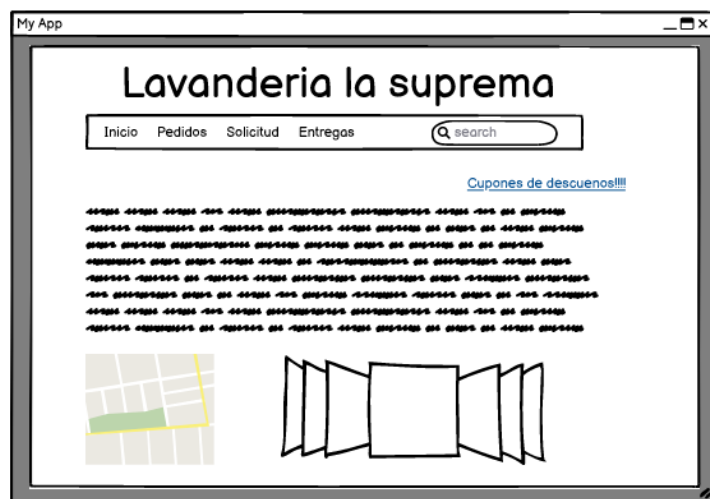 My App
Lavanderia la suprema
Inicio Pedidos Solicitud Entregas search
Cupones de descuenos!!!!